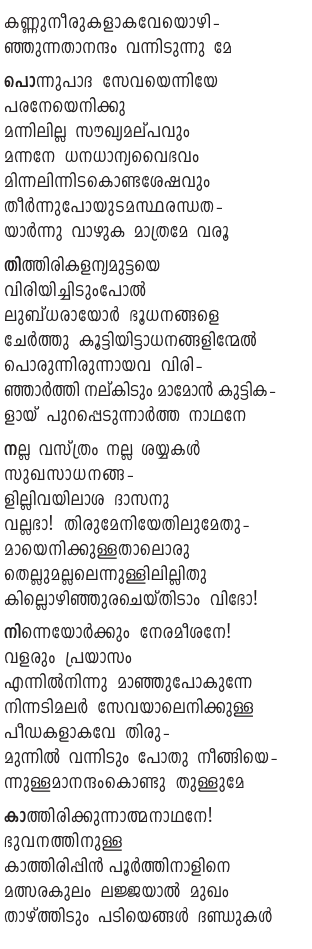 കണ്ണുനീരുകളാകവേയൊഴി-
ഞ്ഞുന്നതാനന്ദം വന്നിടുന്നു മേ
പൊന്നുപാദ സേവയെന്നിയേ
പരനേയെനിക്കു
മന്നിലില്ല സൗഖ്യമല്പവും
മന്നനേ ധനധാന്യവൈഭവം
മിന്നലിന്നിടകൊണ്ടശേഷവും
തീർന്നുപോയുടമസ്ഥരന്ധത-
യാർന്നു വാഴുക മാത്രമേ വരൂ
തിത്തിരികളന്യമുട്ടയെ
വിരിയിച്ചിടുംപോൽ
ലുബ്ധരായോർ ഭൂധനങ്ങളെ
ചേർത്തു കൂട്ടിയിട്ടാധനങ്ങളിന്മേൽ
പൊരുന്നിരുന്നായവ വിരി-
ഞ്ഞാർത്തി നല്കിടും മാമോൻ കുട്ടിക-
ളായ് പുറപ്പെടുന്നാർത്ത നാഥനേ
നല്ല വസ്ത്രം നല്ല ശയ്യകൾ
സുഖസാധനങ്ങ-
ളില്ലിവയിലാശ ദാസനു
വല്ലഭാ! തിരുമേനിയേതിലുമേതു-
മായെനിക്കുള്ളതാലൊരു
തെല്ലുമല്ലലെന്നുള്ളിലില്ലിതു
കില്ലൊഴിഞ്ഞുരചെയ്തിടാം വിഭോ!
നിന്നെയോർക്കും നേരമീശനേ!
വളരും പ്രയാസം
എന്നിൽനിന്നു മാഞ്ഞുപോകുന്നേ
നിന്നടിമലർ സേവയാലെനിക്കുള്ള
പീഡകളാകവേ തിരു-
മുന്നിൽ വന്നിടും പോതു നീങ്ങിയെ-
ന്നുള്ളമാനന്ദംകൊണ്ടു തുള്ളുമേ
കാത്തിരിക്കുന്നാത്മനാഥനേ!
ഭുവനത്തിനുള്ള
കാത്തിരിപ്പിൻ പൂർത്തിനാളിനെ
മത്സരകുലം ലജ്ജയാൽ മുഖം
താഴ്ത്തിടും പടിയെങ്ങൾ ദണ്ഡുകൾ